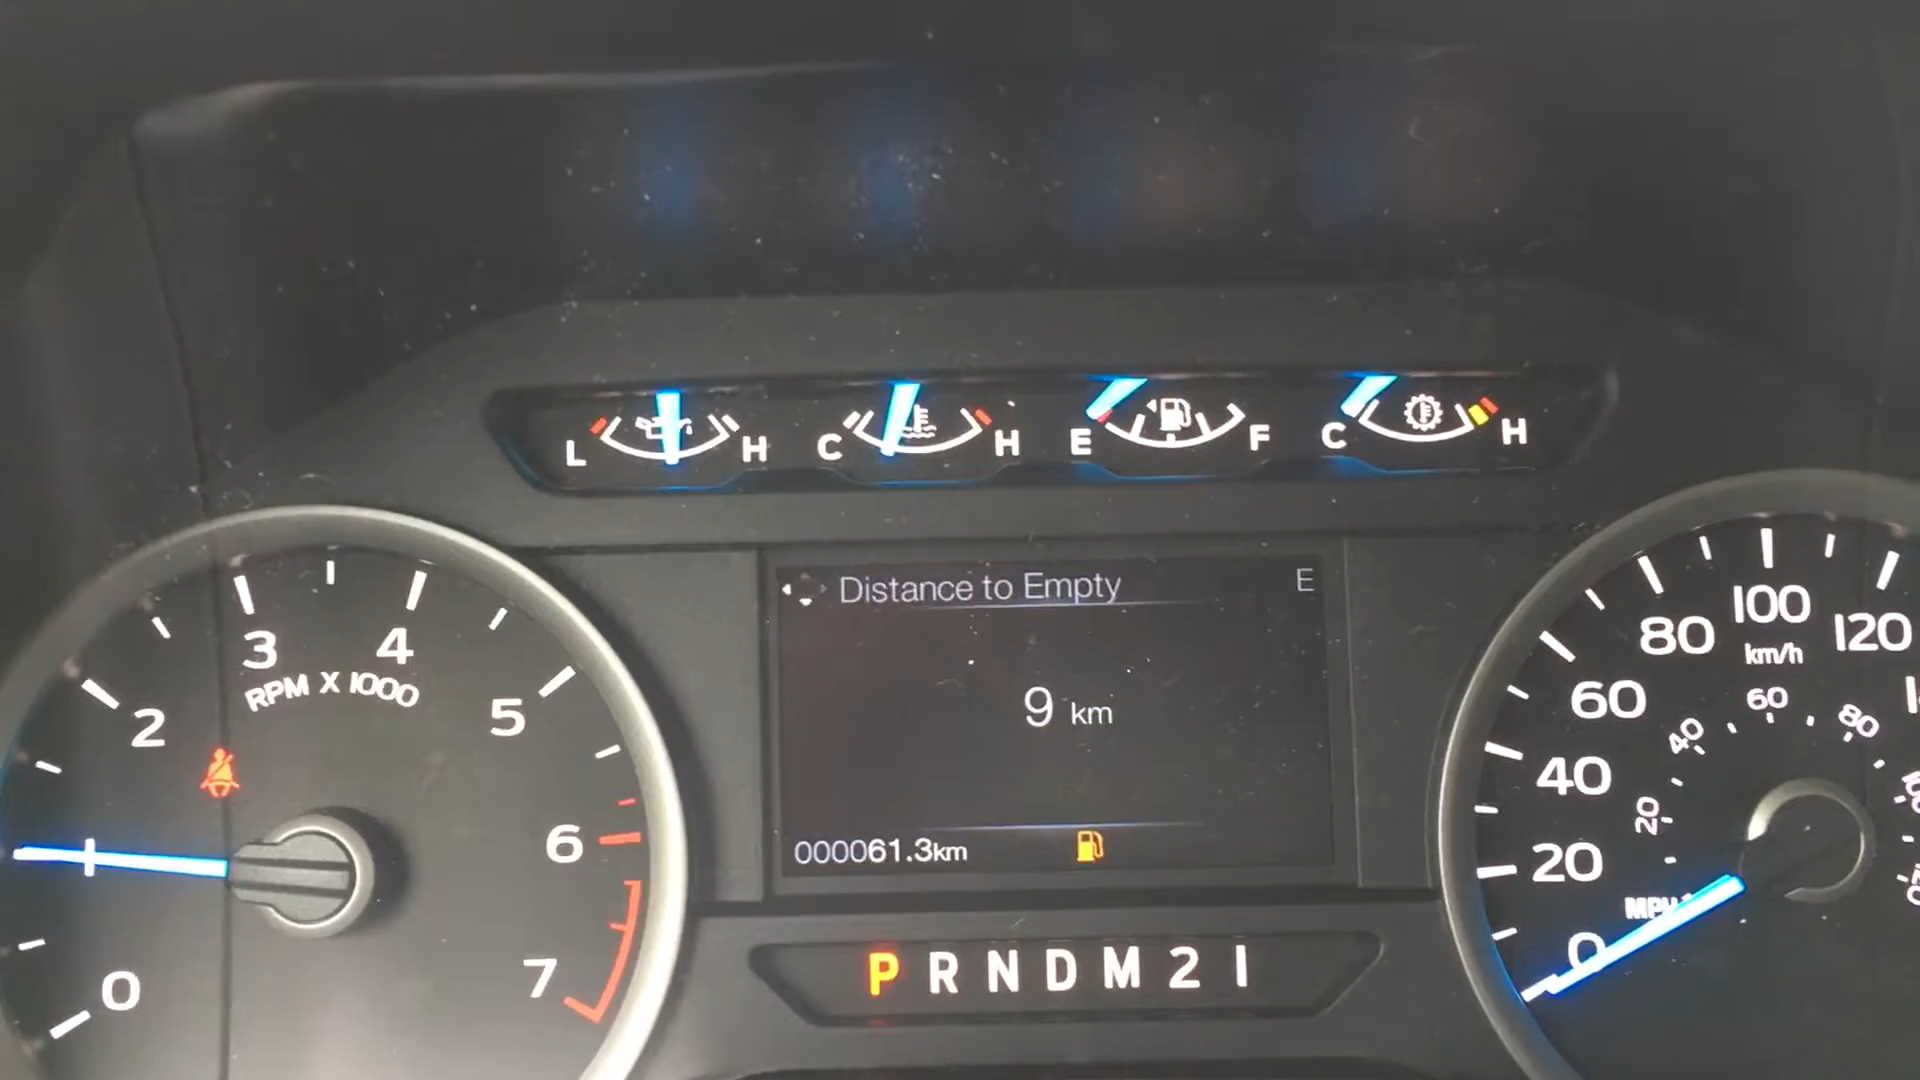 L H C H E F C H
3 4
RPM X 1000
2 5
6
0 7
Distance to Empty E
9 km
000061.3km
P R N D M 2 1
80 100 120
km/h
60
40
20
0
60 80
40
20
MPH